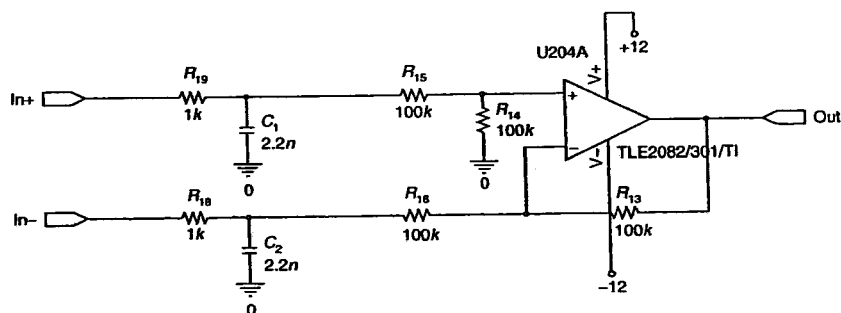 U204A
+12
V+
In+
R19
1k
C1
2.2n
0
R15
100k
R14
100k
0
+
−
V−
TLE2082/301/TI
Out
In−
R18
1k
C2
2.2n
0
R16
100k
R13
100k
−12